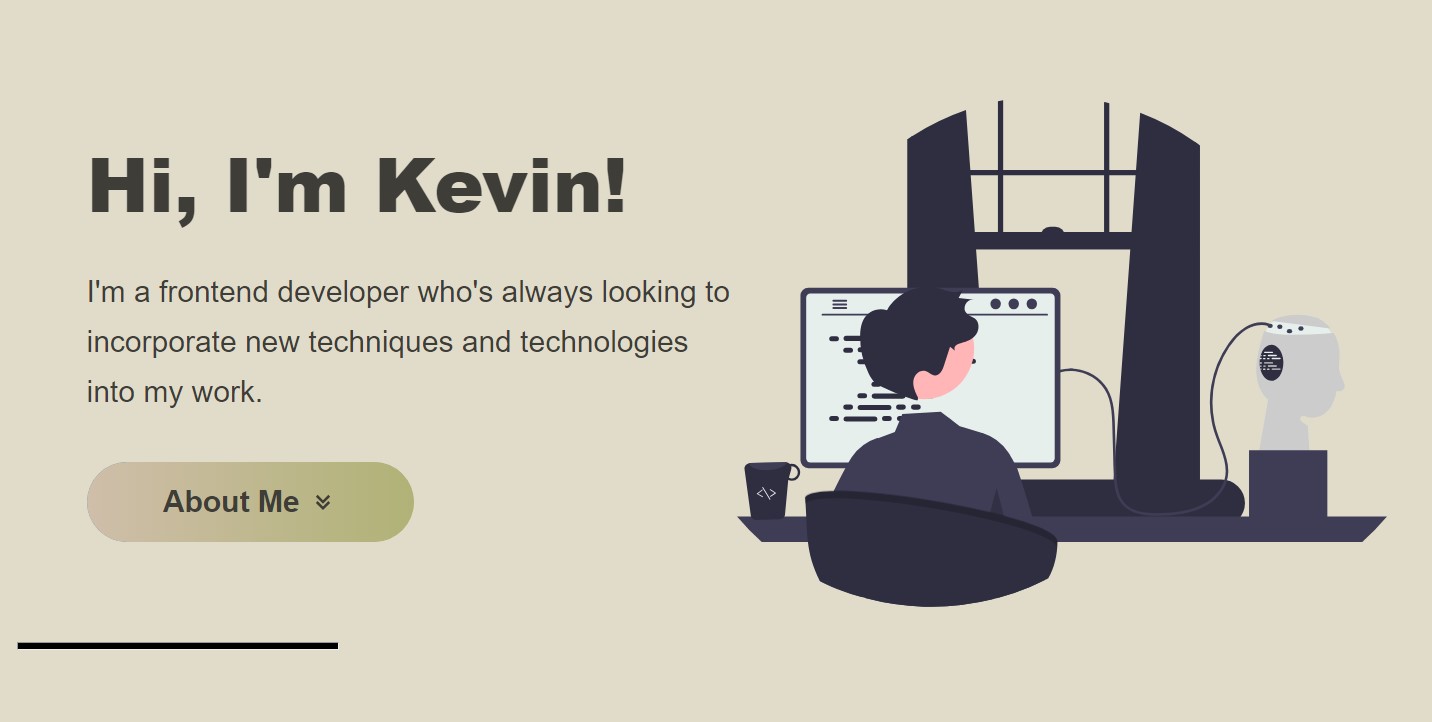 Hi, I'm Kevin!
I'm a frontend developer who's always looking to
incorporate new techniques and technologies
into my work.
About Me
</>